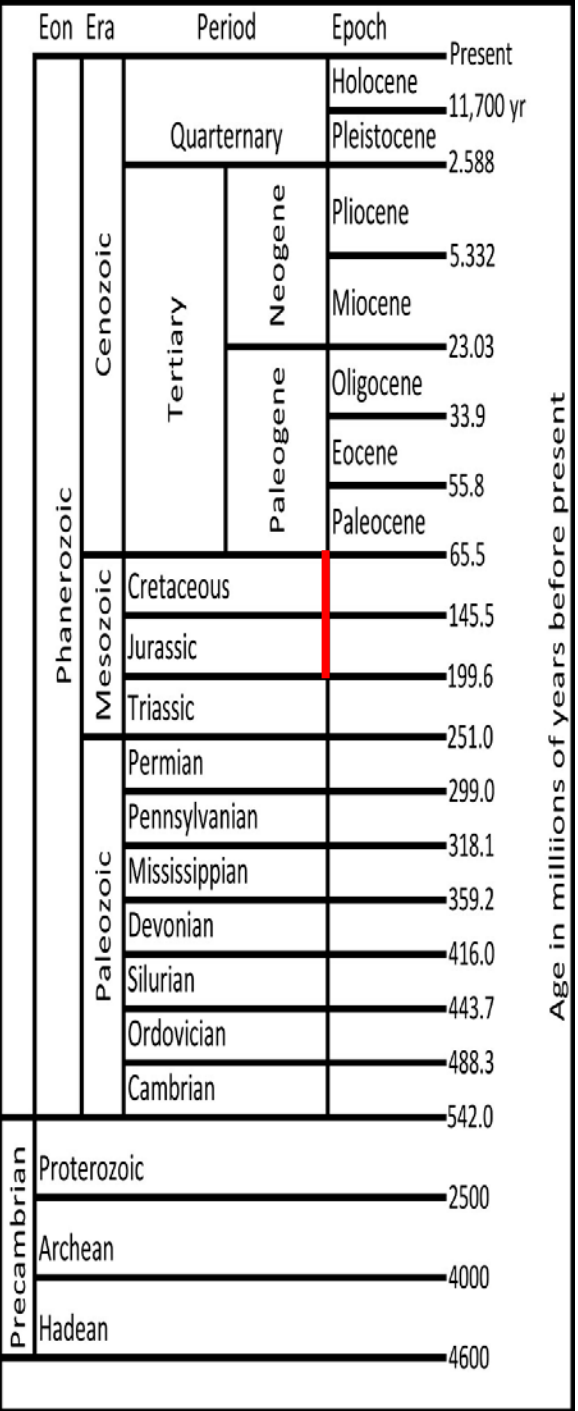 Eon Era Period Epoch
Present
Holocene
11,700 yr
Quarternary Pleistocene
2.588
Pliocene
Neogene
5.332
Cenozoic
Tertiary
Miocene
23.03
Oligocene
33.9
Paleogene
Eocene
55.8
Paleocene
65.5
Phanerozoic
Mesozoic
Cretaceous
145.5
Jurassic
199.6
Triassic
251.0
Permian
299.0
Pennsylvanian
318.1
Mississippian
359.2
Paleozoic
Devonian
416.0
Silurian
443.7
Ordovician
488.3
Cambrian
542.0
Precambrian
Proterozoic
2500
Archean
4000
Hadean
4600
Age in milliions of years before present